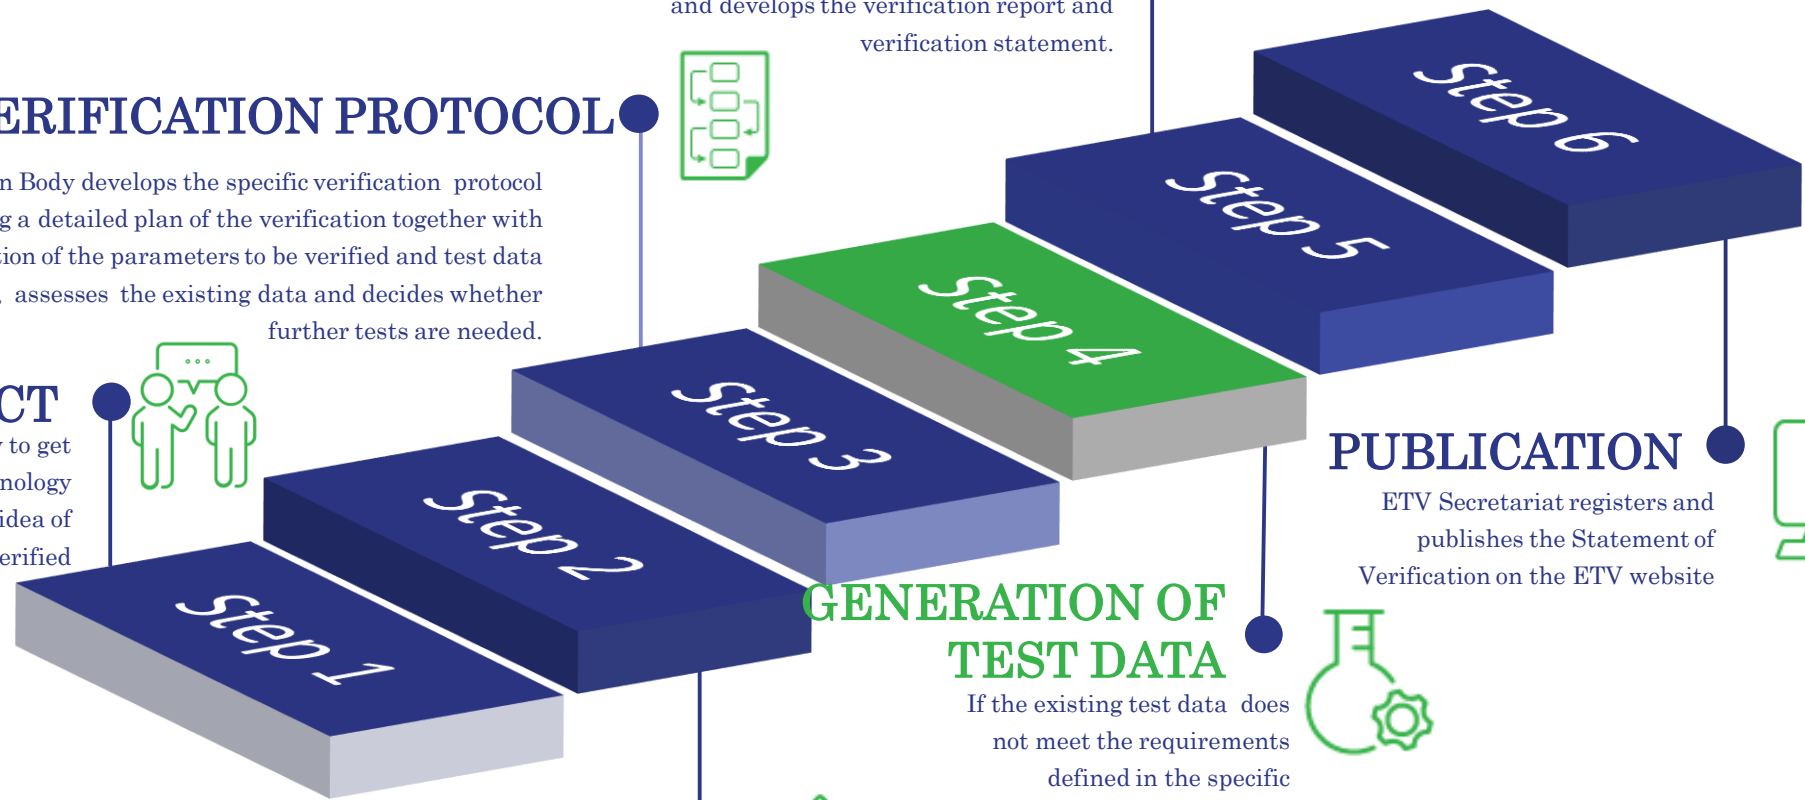 and develops the verification report and
verification statement.
Step 6
ERIFICATION PROTOCOL
n Body develops the specific verification protocol
g a detailed plan of the verification together with
tion of the parameters to be verified and test data
, assesses the existing data and decides whether
further tests are needed.
Step 5
Step 4
CT
to get
nology
idea of
erified
Step 3
PUBLICATION
ETV Secretariat registers and
publishes the Statement of
Verification on the ETV website
Step 2
GENERATION OF
TEST DATA
If the existing test data does
not meet the requirements
defined in the specific
Step 1